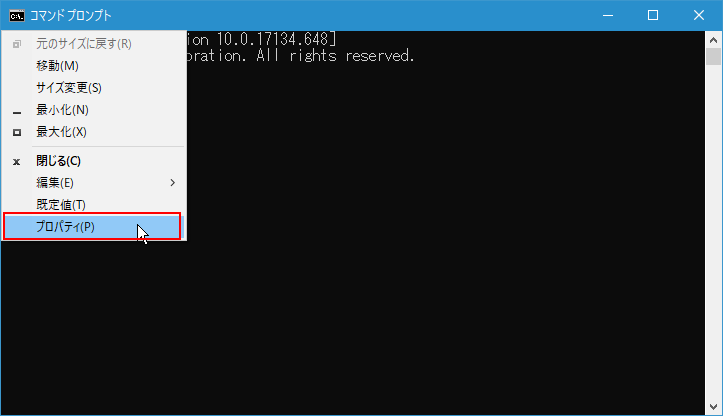 C:\. コマンド プロンプト
元のサイズに戻す(R)
ion 10.0.17134.648]
移動(M)
oration. All rights reserved.
サイズ変更(S)
最小化(N)
最大化(X)
閉じる(C)
編集(E)
既定値(T)
プロパティ(P)